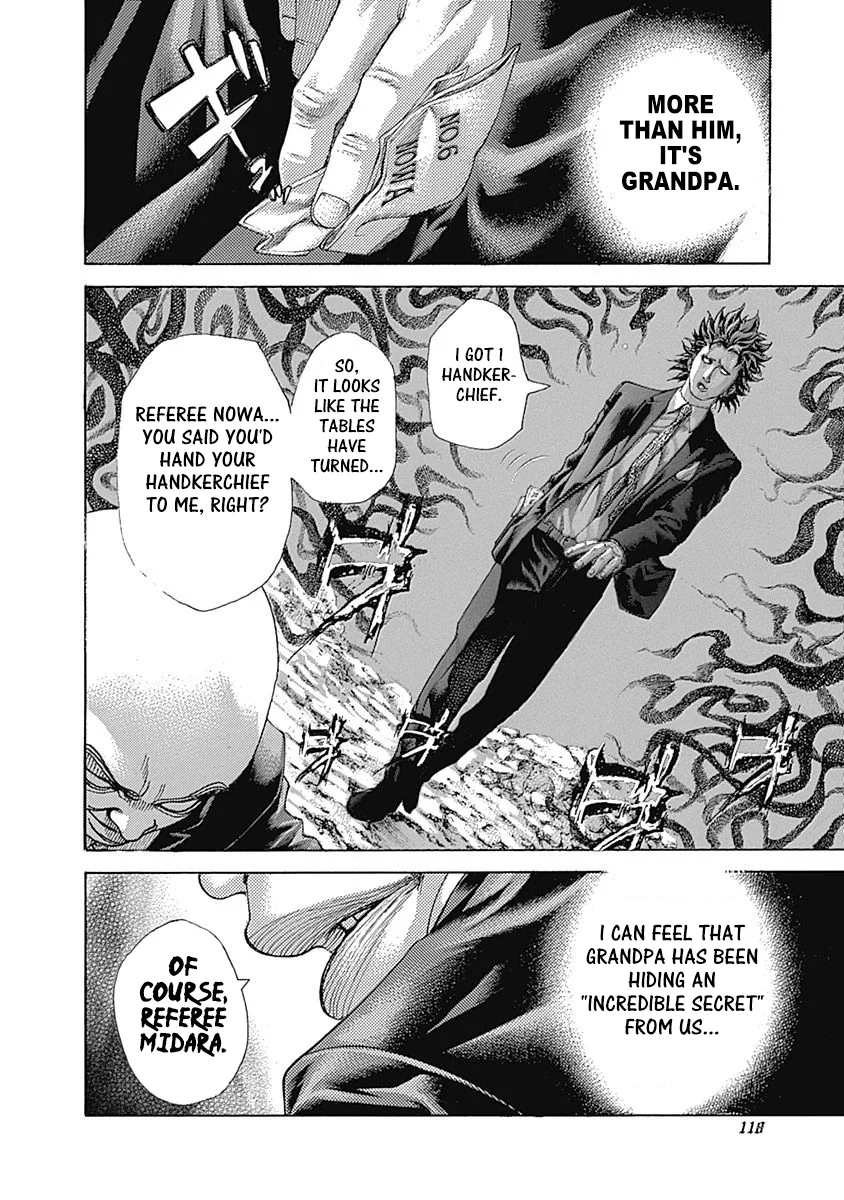 MORE
THAN HIM,
IT'S
GRANDPA.
NO.6
NOWA
I GOT 1
HANDKER-
CHIEF.
SO,
IT LOOKS
LIKE THE
TABLES
HAVE
TURNED...
REFEREE NOWA...
YOU SAID YOU'D
HAND YOUR
HANDKERCHIEF
TO ME, RIGHT?
I CAN FEEL THAT
GRANDPA HAS BEEN
HIDING AN
"INCREDIBLE SECRET"
FROM US...
OF
COURSE,
REFEREE
MIDARA.